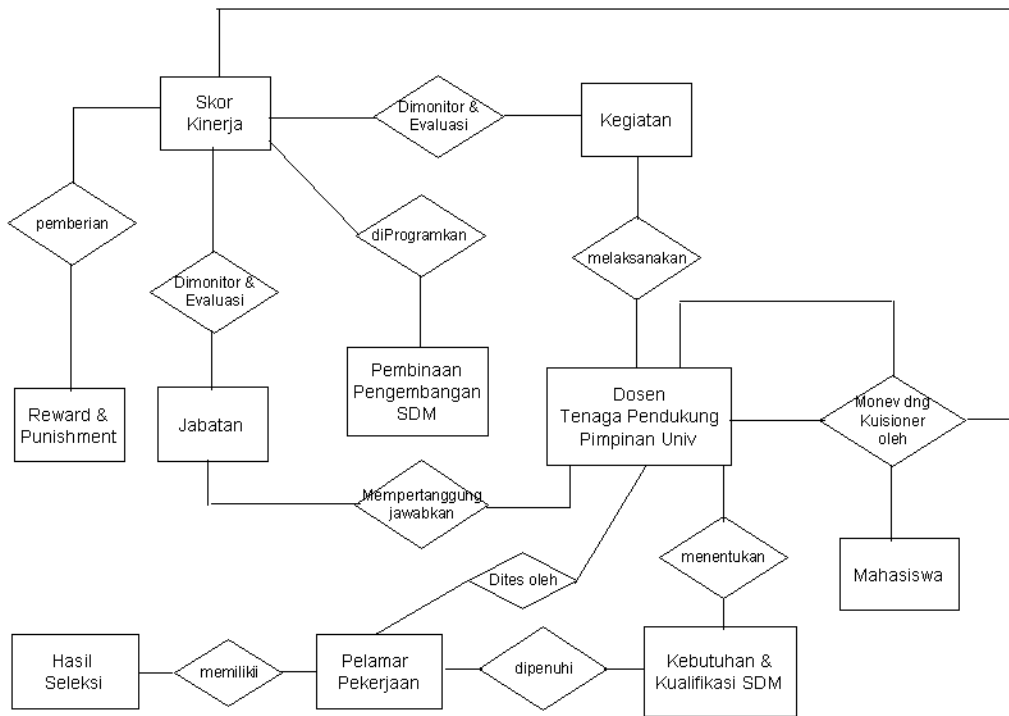 Skor
Kinerja
Dimonitor &
Evaluasi
Kegiatan
pemberian
diProgramkan
melaksanakan
Dimonitor &
Evaluasi
Pembinaan
Pengembangan
SDM
Dosen
Tenaga Pendukung
Pimpinan Univ
Monev dng
Kuisioner
oleh
Reward &
Punishment
Jabatan
Mempertanggung
jawabkan
menentukan
Mahasiswa
Dites oleh
Hasil
Seleksi
memilikii
Pelamar
Pekerjaan
dipenuhi
Kebutuhan &
Kualifikasi SDM